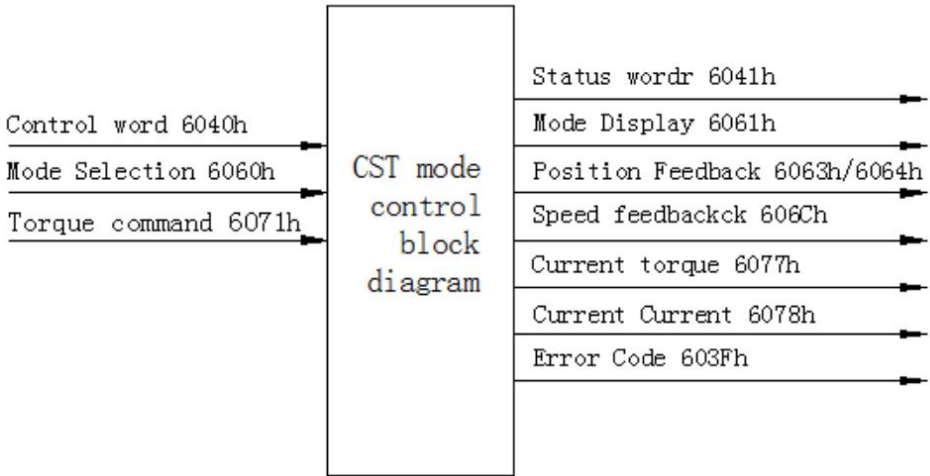 Control word 6040h
Mode Selection 6060h
Torque command 6071h
CST mode
control
block
diagram
Status wordr 6041h
Mode Display 6061h
Position Feedback 6063h/6064h
Speed feedbackck 606Ch
Current torque 6077h
Current Current 6078h
Error Code 603Fh